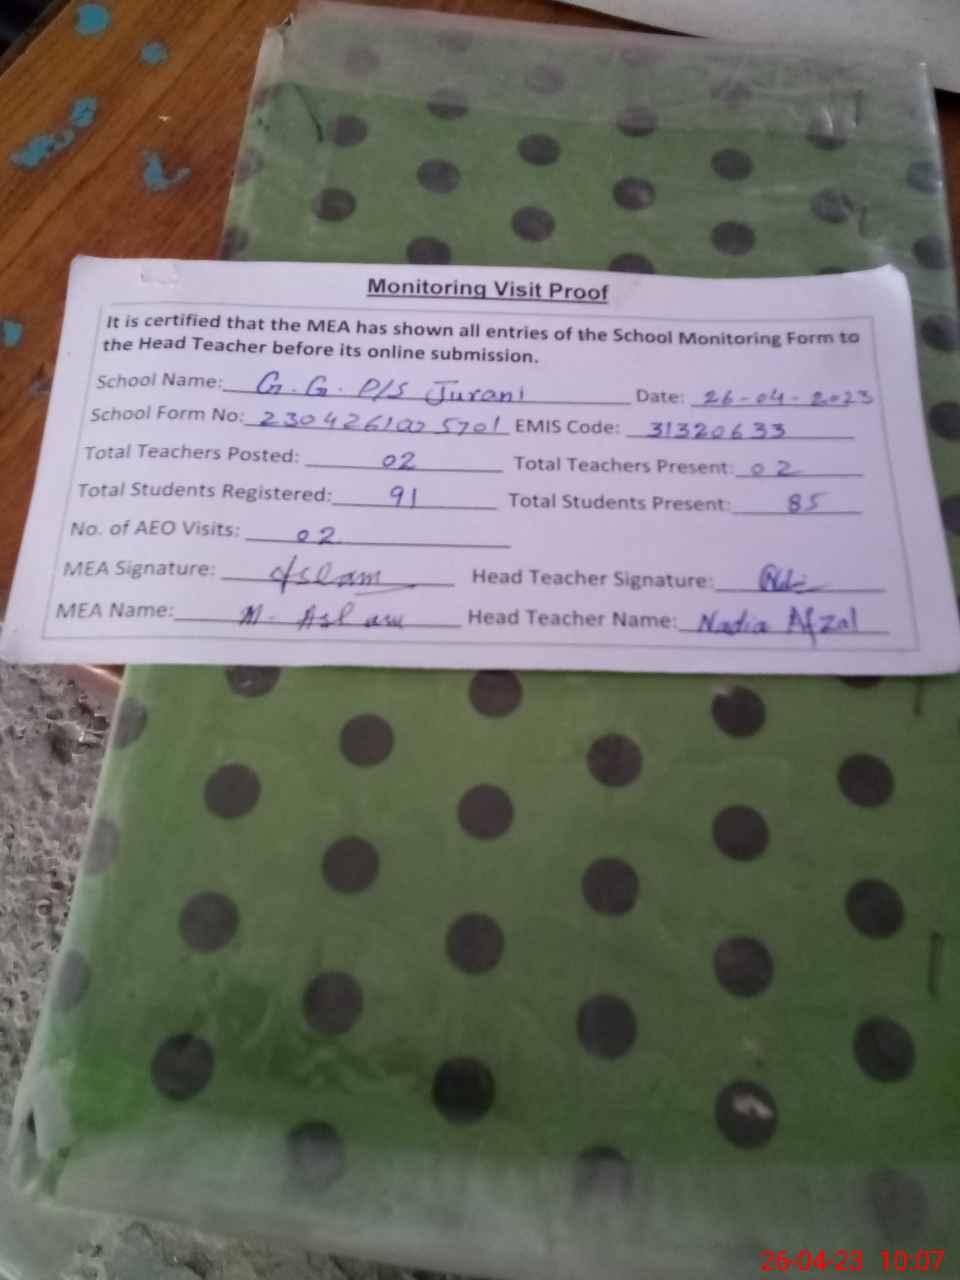 Monitoring Visit Proof
It is certified that the MEA has shown all entries of the School Monitoring Form to
the Head Teacher before its online submission.
School Name: G.G.P/S Jurani Date: 26-04-2023
School Form No: EMIS Code: 31320633
Total Teachers Posted: 02 Total Teachers Present: 02
Total Students Registered: 91 Total Students Present: 85
No. of AEO Visits: 02
MEA Signature: Aslam Head Teacher Signature:
MEA Name: M. Aslam Head Teacher Name: Nadia Afzal
26-04-23 10:07